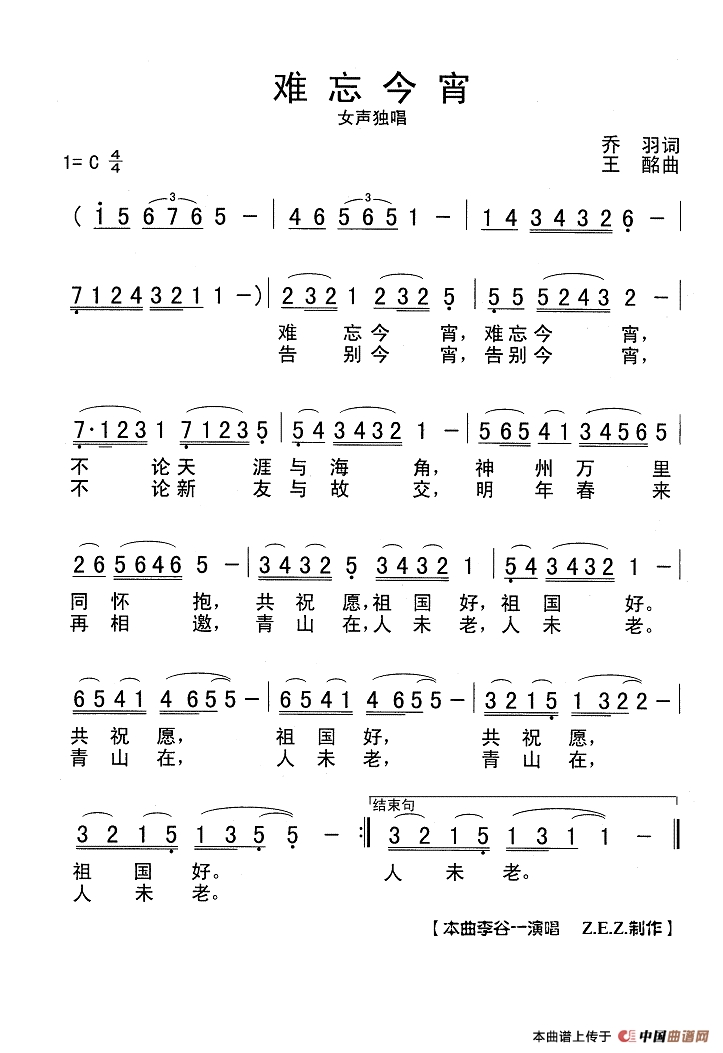 难忘今宵
女声独唱
1= C 4/4
乔 羽词
王 酩曲
( i 5 6 7 6 5 5 - | 4 6 5 6 5 1 - | 1 4 3 4 3 2 6 - |
7 1 2 4 3 2 1 1 - ) | 2 3 2 1 2 3 2 5 | 5 5 5 2 4 3 2 - |
难 忘 今 宵, 难 忘 今 宵,
告 别 今 宵, 告 别 今 宵,
7 · 1 2 3 1 7 1 2 3 5 | 5 4 3 4 3 2 1 - | 5 6 5 4 1 3 4 5 6 5 |
不 论 天 涯 与 海 角, 神 州 万 里
不 论 新 友 与 故 交, 明 年 春 来
2 6 5 6 4 6 5 - | 3 4 3 2 5 3 4 3 2 1 | 5 4 3 4 3 2 1 - |
同 怀 抱, 共 祝 愿, 祖 国 好, 祖 国 好。
再 相 邀, 青 山 在, 人 未 老, 人 未 老。
6 5 4 1 4 6 5 5 - | 6 5 4 1 4 6 5 5 - | 3 2 1 5 1 3 2 2 - |
共 祝 愿, 祖 国 好, 共 祝 愿,
青 山 在, 人 未 老, 青 山 在,
结束句
3 2 1 5 1 3 5 5 - :| 3 2 1 5 1 3 1 1 - |
祖 国 好。 人 未 老。
人 未 老。
【本曲李谷一演唱 Z.E.Z.制作】
本曲谱上传于 中国曲谱网